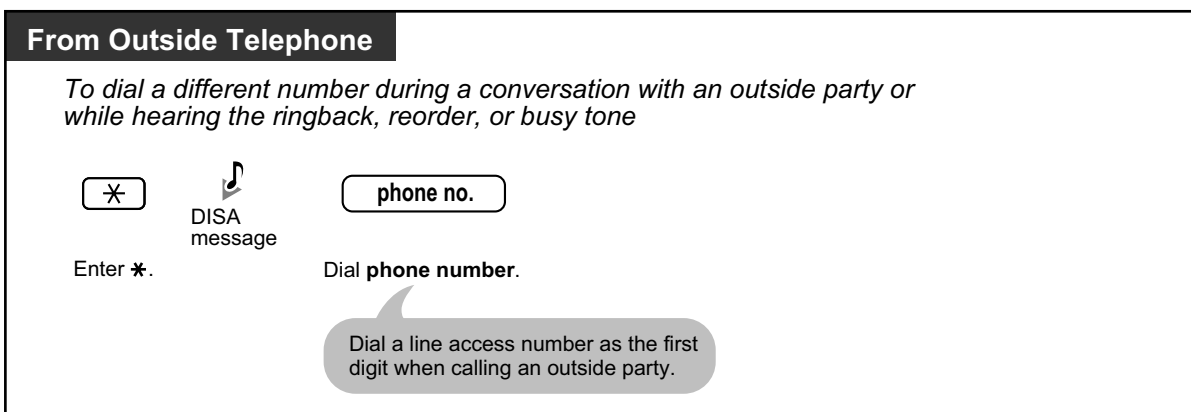 From Outside Telephone
To dial a different number during a conversation with an outside party or
while hearing the ringback, reorder, or busy tone
✱
DISA
message
phone no.
Enter ✱.
Dial phone number.
Dial a line access number as the first
digit when calling an outside party.